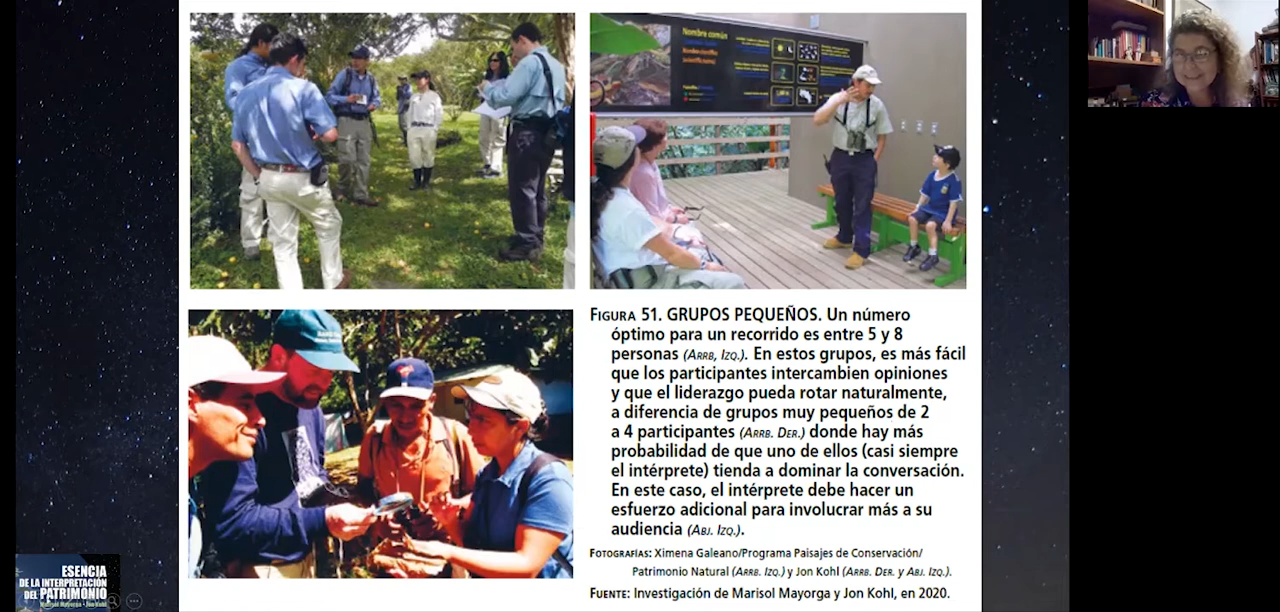 Nombre común
FIGURA 51. GRUPOS PEQUEÑOS. Un número
óptimo para un recorrido es entre 5 y 8
personas (ARRB, IZQ.). En estos grupos, es más fácil
que los participantes intercambien opiniones
y que el liderazgo pueda rotar naturalmente,
a diferencia de grupos muy pequeños de 2
a 4 participantes (ARRB. DER.) donde hay más
probabilidad de que uno de ellos (casi siempre
el intérprete) tienda a dominar la conversación.
En este caso, el intérprete debe hacer un
esfuerzo adicional para involucrar más a su
audiencia (ABJ. IZQ.).
FOTOGRAFÍAS: Ximena Galeano/Programa Paisajes de Conservación/
Patrimonio Natural (ARRB. IZQ.) y Jon Kohl (ARRB. DER. y ABJ. IZQ.).
FUENTE: Investigación de Marisol Mayorga y Jon Kohl, en 2020.
ESENCIA
DE LA INTERPRETACIÓN
DEL PATRIMONIO
Marisol Mayorga • Jon Kohl